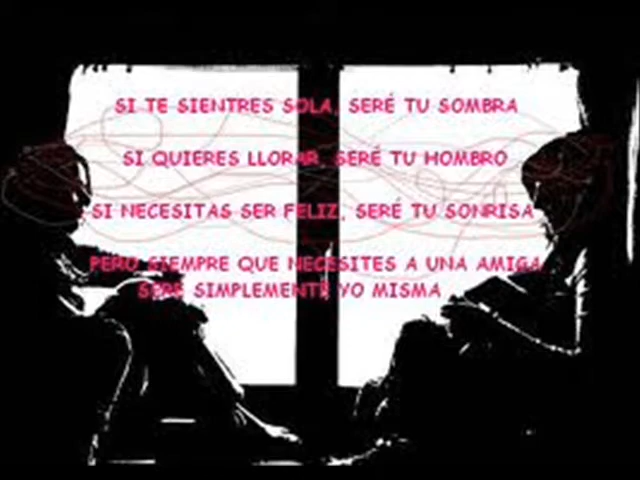 SI TE SIENTRES SOLA, SERÉ TU SOMBRA
SI QUIERES LLORAR, SERÉ TU HOMBRO
SI NECESITAS SER FELIZ, SERÉ TU SONRISA
PERO SIEMPRE QUE NECESITES A UNA AMIGA
SERÉ SIMPLEMENTE YO MISMA